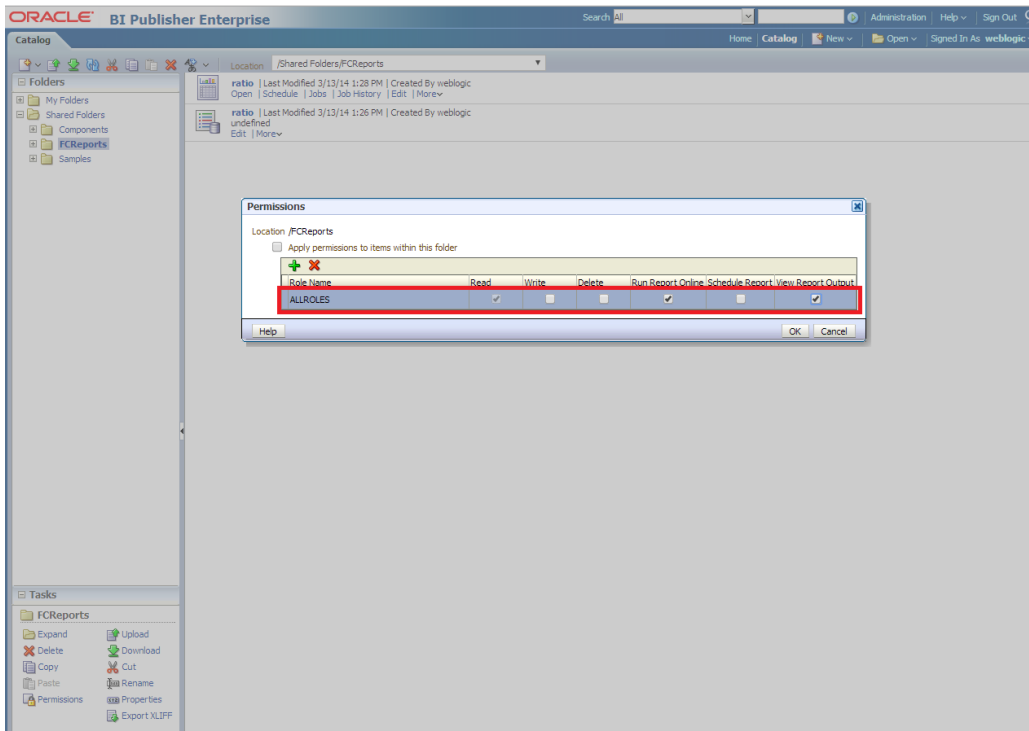 ORACLE BI Publisher Enterprise
Search All
Administration Help Sign Out
Catalog
Home Catalog New Open Signed In As weblogic
Location /Shared Folders/FCReports
Folders
My Folders
Shared Folders
Components
FCReports
Samples
ratio | Last Modified 3/13/14 1:28 PM | Created By weblogic
Open | Schedule | Jobs | Job History | Edit | More
ratio | Last Modified 3/13/14 1:26 PM | Created By weblogic
undefined
Edit | More
Permissions
Location /FCReports
Apply permissions to items within this folder
Role Name Read Write Delete Run Report Online Schedule Report View Report Output
ALLROLES
Help OK Cancel
Tasks
FCReports
Expand Upload
Delete Download
Copy Cut
Paste Rename
Permissions Properties
Export XLIFF